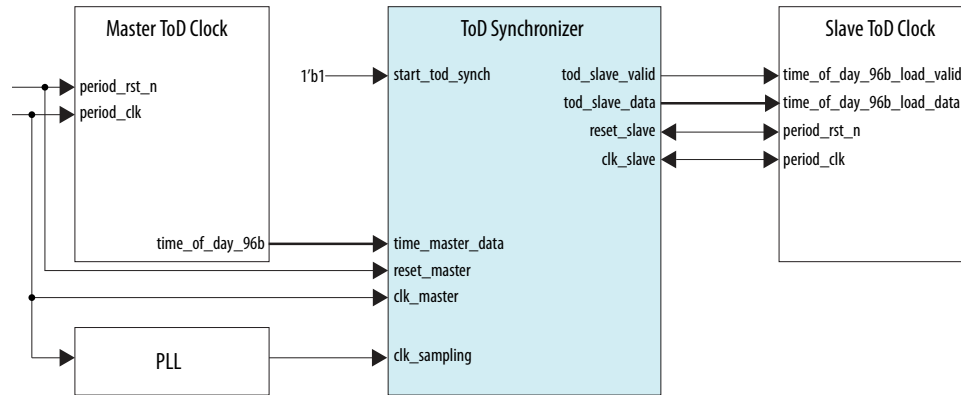 Master ToD Clock
period_rst_n
period_clk
time_of_day_96b
PLL
ToD Synchronizer
1'b1
start_tod_synch
tod_slave_valid
tod_slave_data
reset_slave
clk_slave
time_master_data
reset_master
clk_master
clk_sampling
Slave ToD Clock
time_of_day_96b_load_valid
time_of_day_96b_load_data
period_rst_n
period_clk